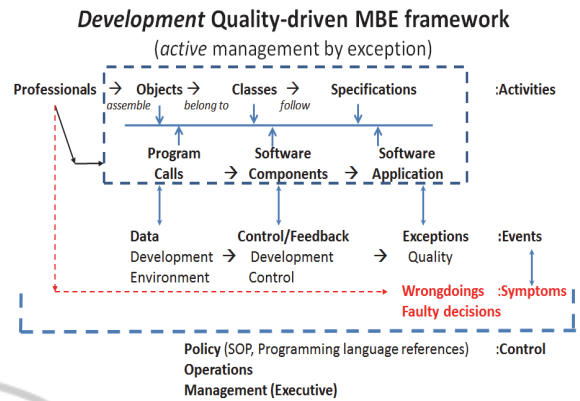 Development Quality-driven MBE framework
(active management by exception)
Professionals → Objects → Classes → Specifications :Activities
assemble belong to follow
Program Software Software
Calls → Components → Application
Data Control/Feedback Exceptions :Events
Development → Development → Quality
Environment Control
Wrongdoings :Symptoms
Faulty decisions
Policy (SOP, Programming language references) :Control
Operations
Management (Executive)